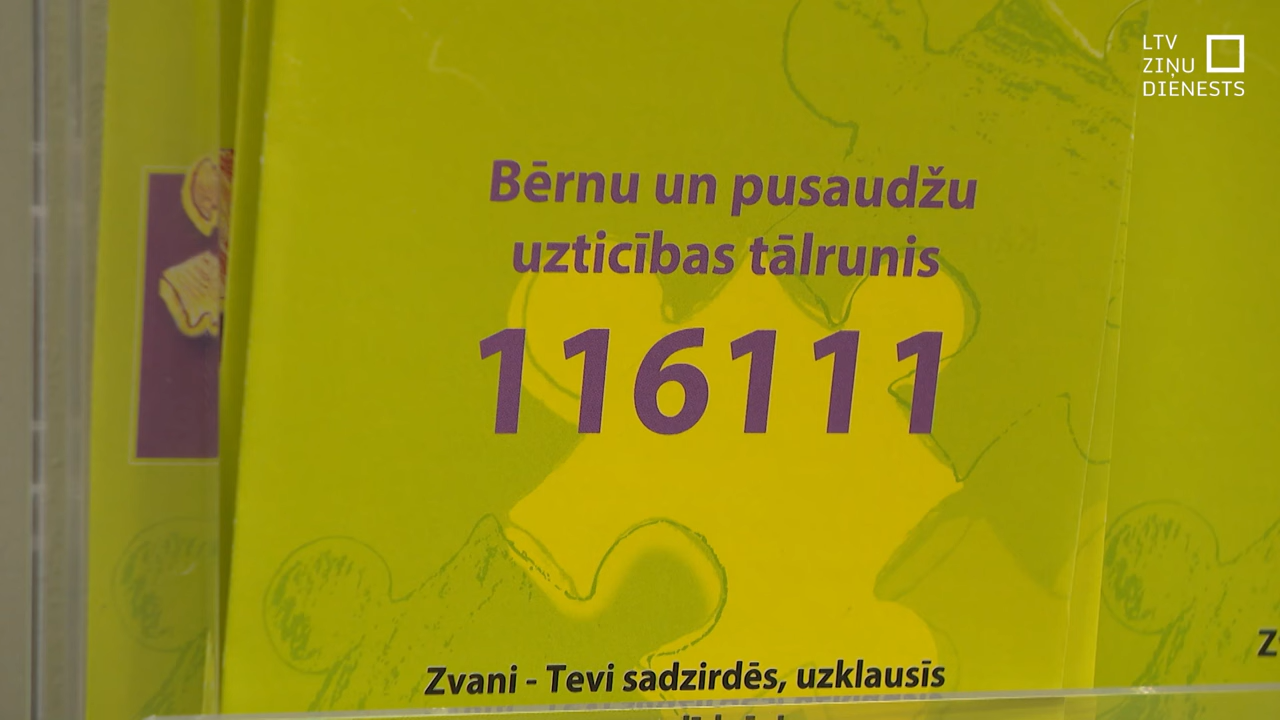 LTV
ZIŅU
DIENESTS
Bērnu un pusaudžu
uzticības tālrunis
116111
Zvani - Tevi sadzirdēs, uzklausīs